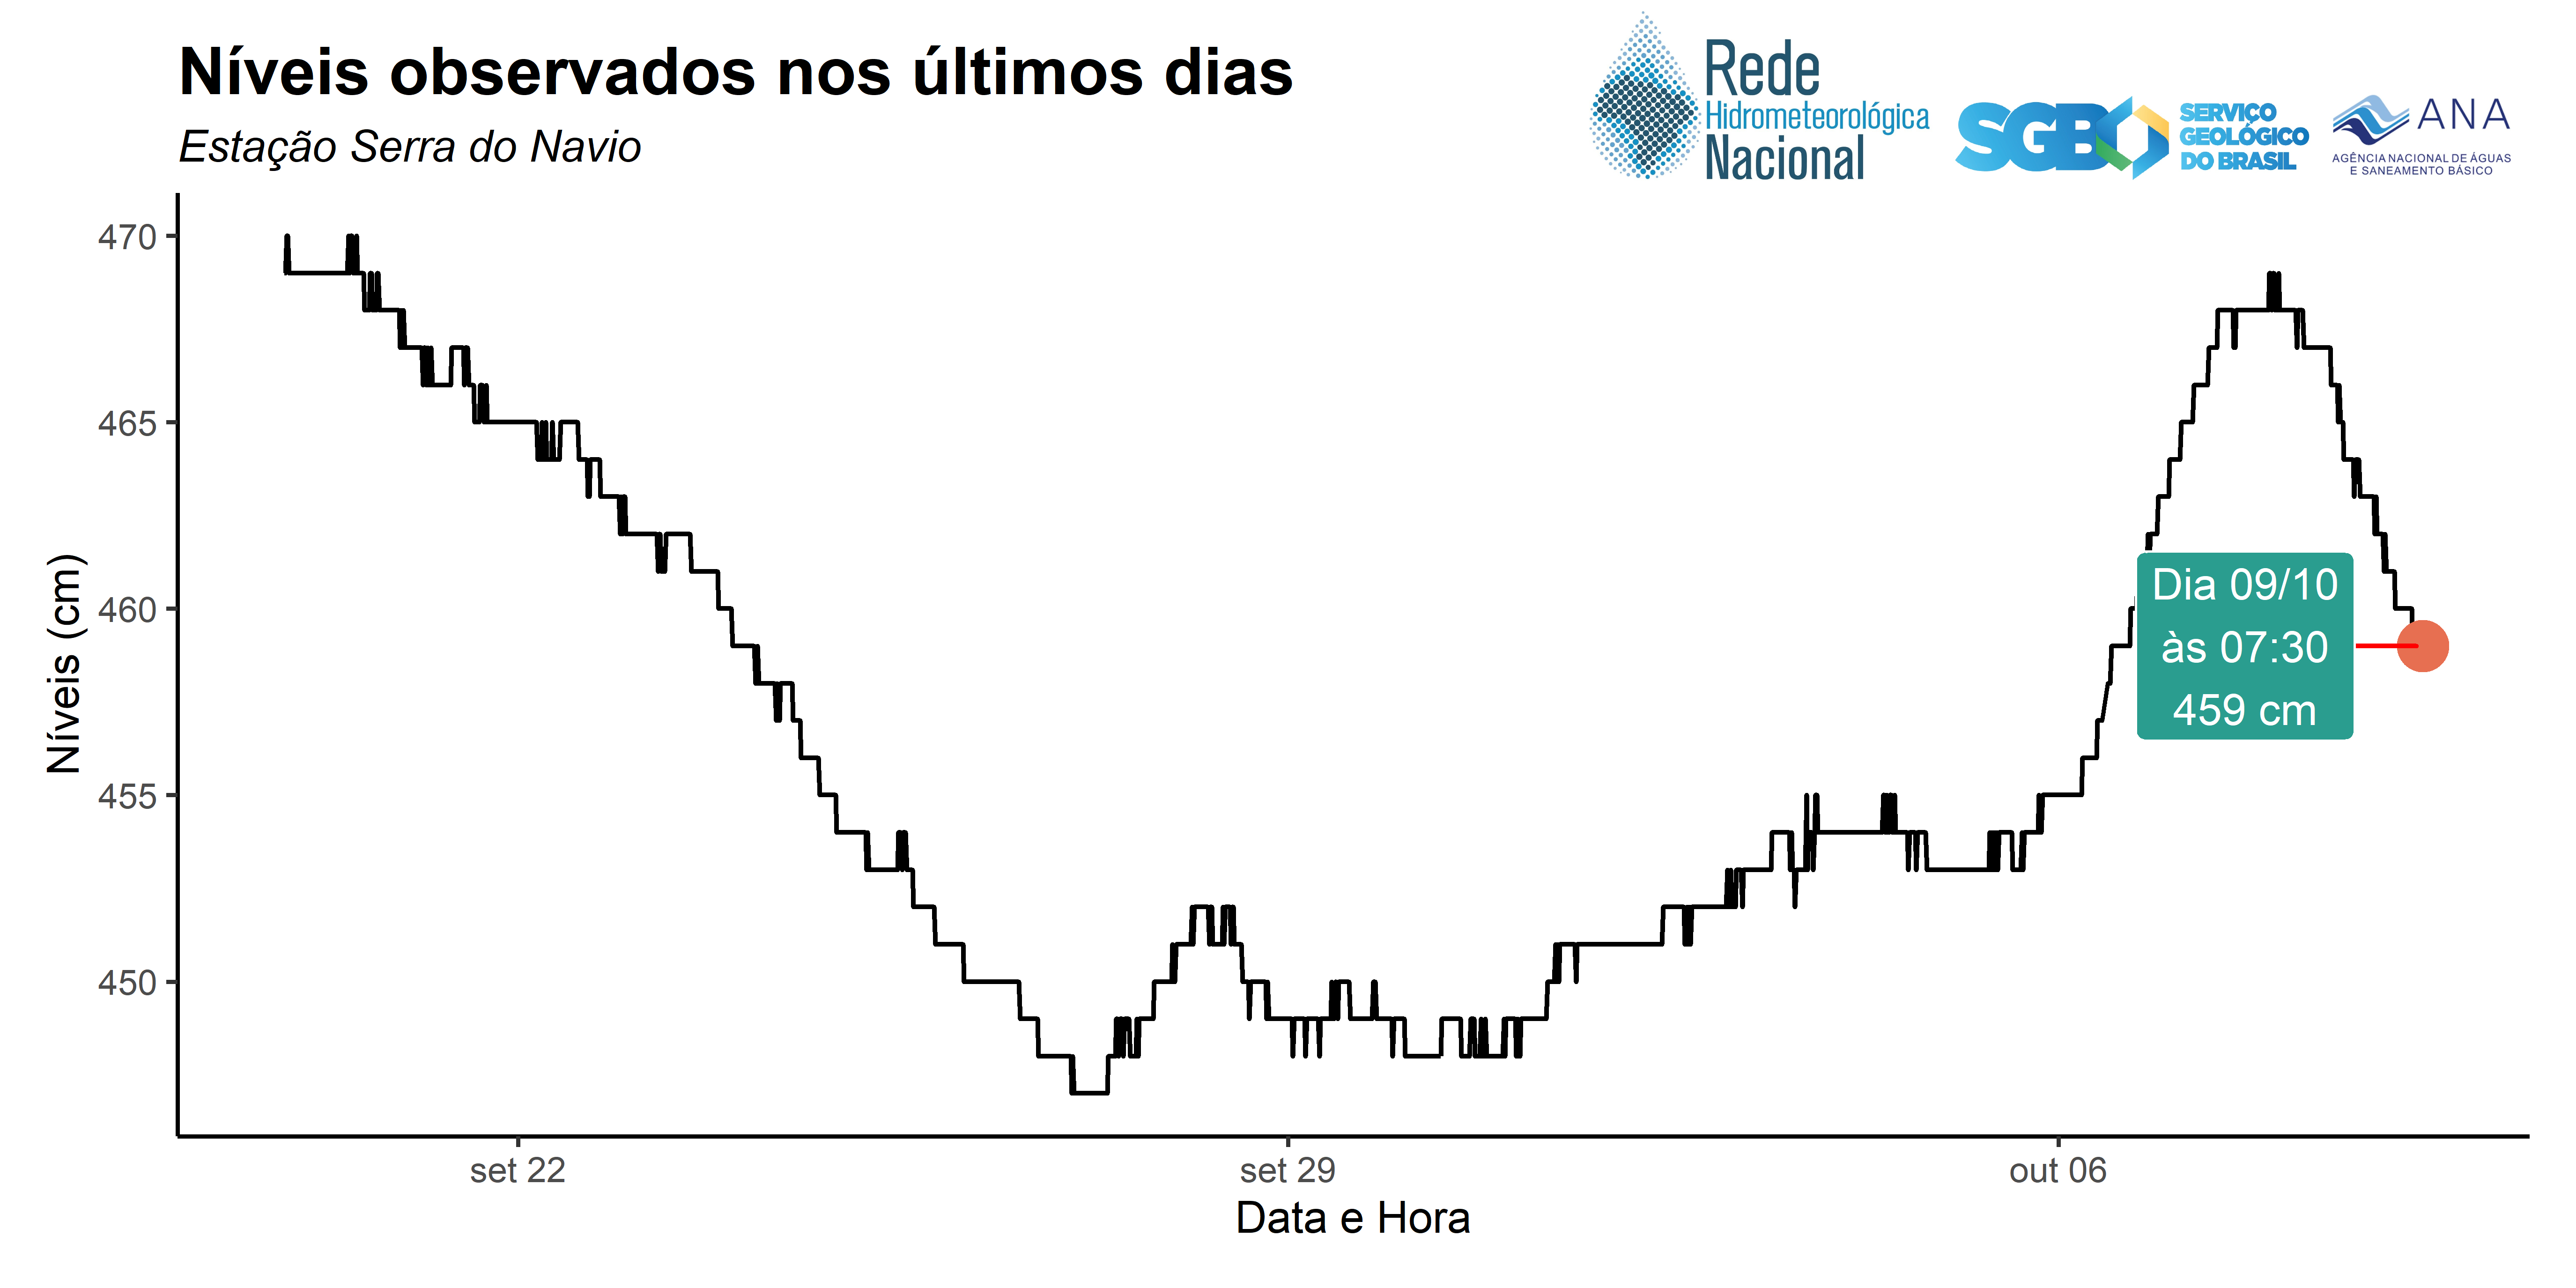 Níveis observados nos últimos dias
Estação Serra do Navio
Rede
Hidrometeorológica
Nacional
SGB
SERVIÇO
GEOLÓGICO
DO BRASIL
ANA
AGÊNCIA NACIONAL DE ÁGUAS
E SANEAMENTO BÁSICO
470
465
460
455
450
Níveis (cm)
Dia 09/10
às 07:30
459 cm
set 22
set 29
out 06
Data e Hora